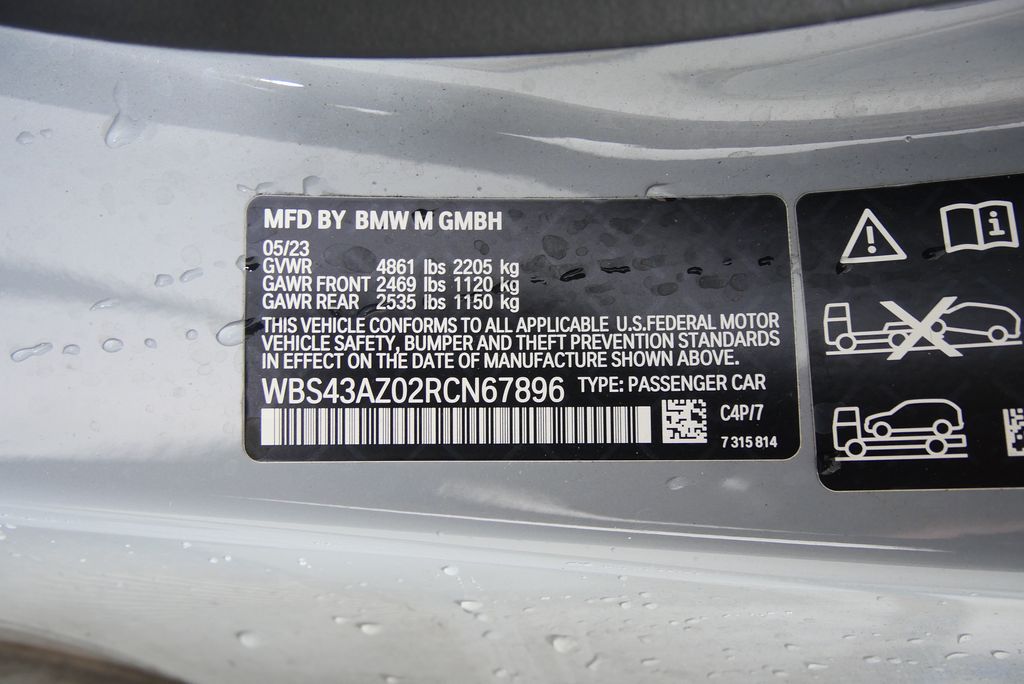 MFD BY BMW M GMBH
05/23
GVWR 4861 lbs 2205 kg
GAWR FRONT 2469 lbs 1120 kg
GAWR REAR 2535 lbs 1150 kg
THIS VEHICLE CONFORMS TO ALL APPLICABLE U.S.FEDERAL MOTOR
VEHICLE SAFETY, BUMPER AND THEFT PREVENTION STANDARDS
IN EFFECT ON THE DATE OF MANUFACTURE SHOWN ABOVE.
WBS43AZ02RCN67896 TYPE: PASSENGER CAR
C4P/7
7 315 814